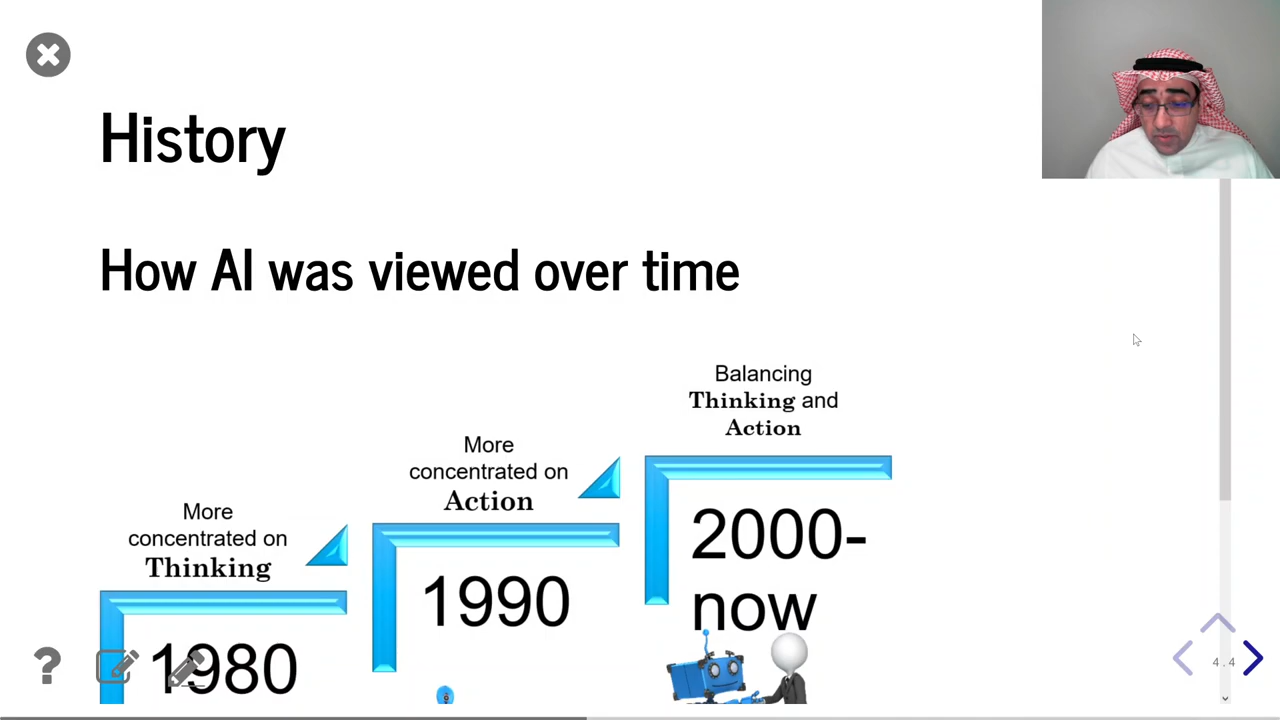 History
How AI was viewed over time
More
concentrated on
Thinking
1980
More
concentrated on
Action
1990
Balancing
Thinking and
Action
2000-
now
?
4.4